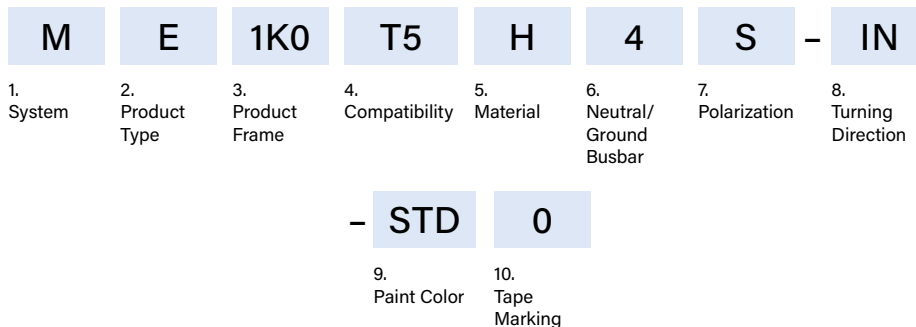 M E 1K0 T5 H 4 S – IN
1. 2. 3. 4. 5. 6. 7. 8.
System Product Product Compatibility Material Neutral/ Polarization Turning
Type Frame Ground Direction
Busbar
– STD 0
9. 10.
Paint Color Tape
Marking